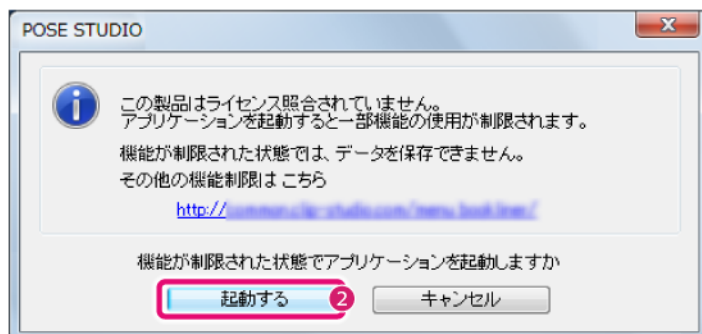 POSE STUDIO
この製品はライセンス照合されていません。
アプリケーションを起動すると一部機能の使用が制限されます。
機能が制限された状態では、データを保存できません。
その他の機能制限は こちら
http://
機能が制限された状態でアプリケーションを起動しますか
起動する 2 キャンセル